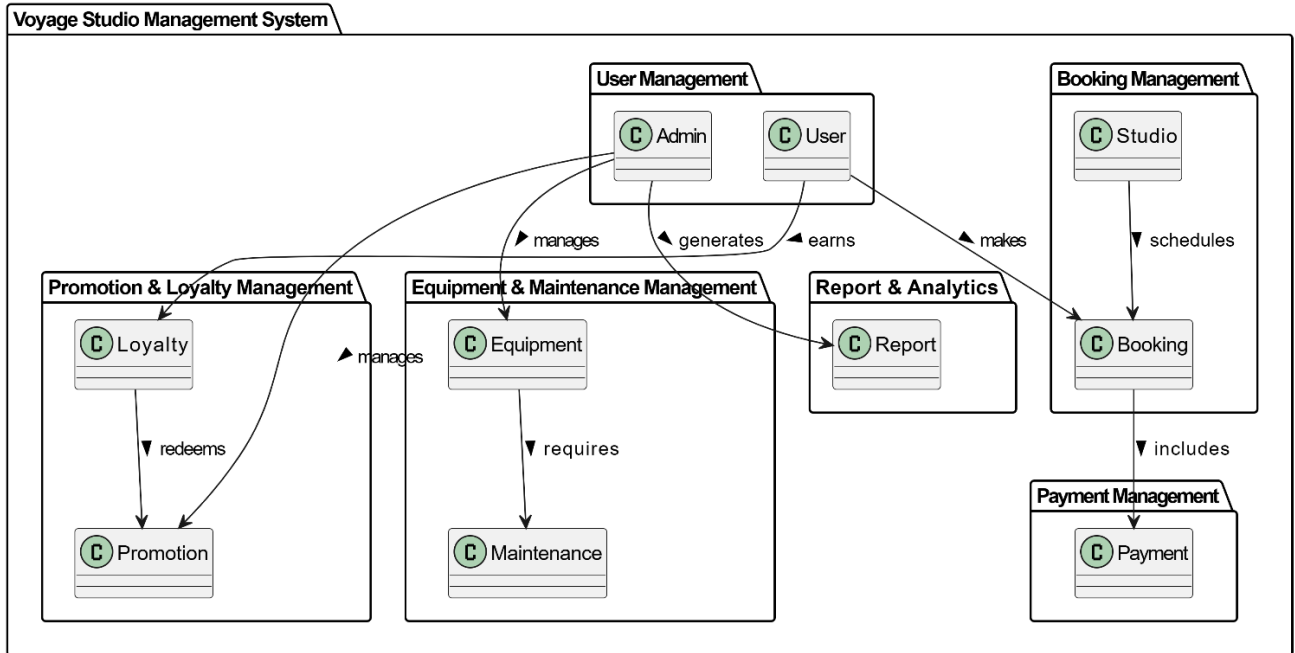 Voyage Studio Management System
User Management
Booking Management
C Admin
C User
C Studio
manages
generates
earns
makes
schedules
Promotion & Loyalty Management
Equipment & Maintenance Management
Report & Analytics
C Loyalty
manages
C Equipment
C Report
C Booking
redeems
requires
includes
Payment Management
C Promotion
C Maintenance
C Payment